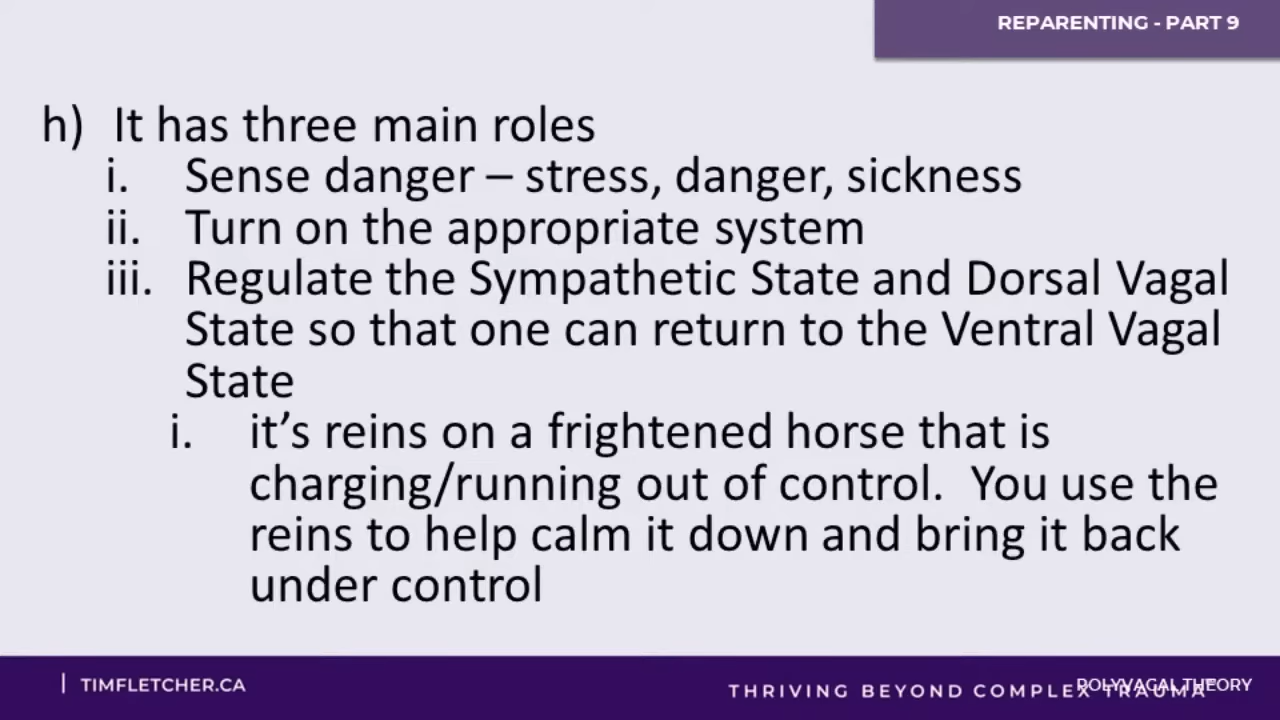 REPARENTING - PART 9
h) It has three main roles
i. Sense danger – stress, danger, sickness
ii. Turn on the appropriate system
iii. Regulate the Sympathetic State and Dorsal Vagal
State so that one can return to the Ventral Vagal
State
i. it’s reins on a frightened horse that is
charging/running out of control.  You use the
reins to help calm it down and bring it back
under control
| TIMFLETCHER.CA
THRIVING BEYOND COMPLEX TRAUMA
POLYVAGAL THEORY